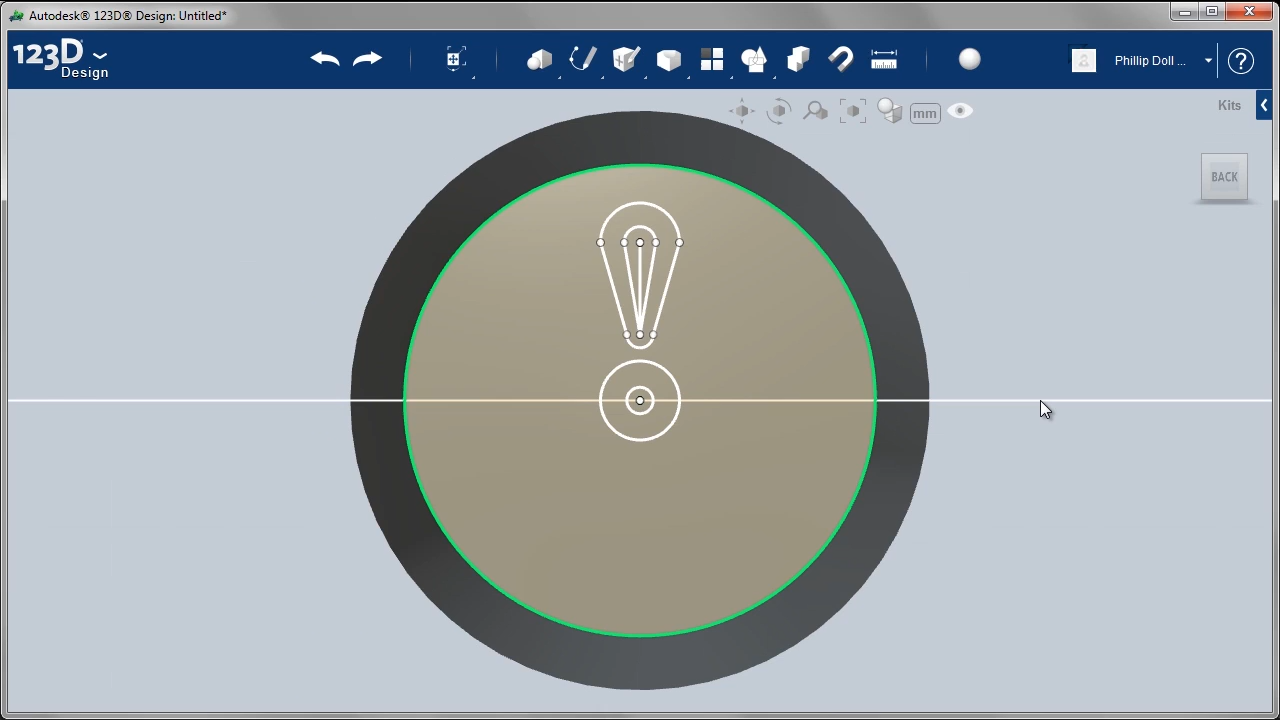 Autodesk® 123D® Design: Untitled*
123D
Design
Phillip Doll ...
?
mm
Kits
BACK